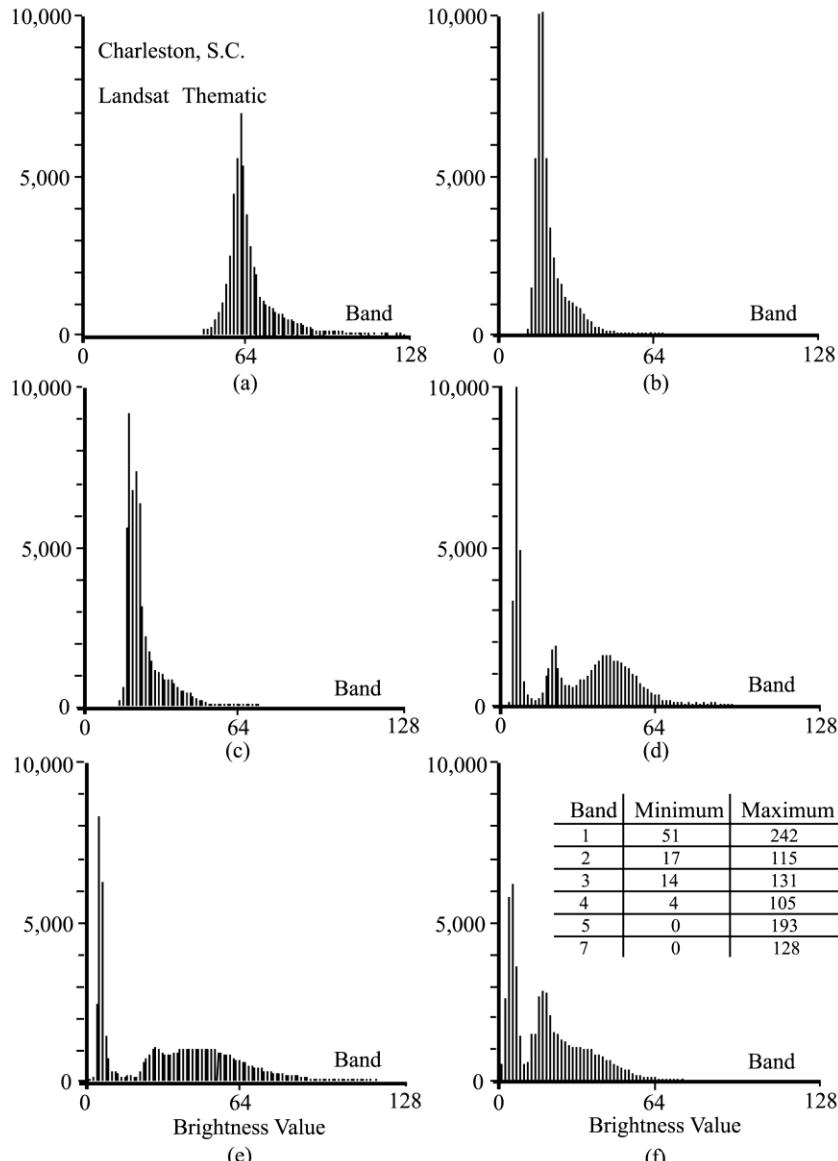 10,000
Charleston, S.C.
Landsat Thematic
5,000
Band
0
0 64 128
(a)
10,000
5,000
Band
0
0 64 128
(b)
10,000
5,000
Band
0
0 64 128
(c)
10,000
5,000
Band
0
0 64 128
(d)
10,000
5,000
Band
0
0 64 128
Brightness Value
(e)
10,000
Band Minimum Maximum
1 51 242
2 17 115
3 14 131
4 4 105
5 0 193
7 0 128
5,000
Band
0
0 64 128
Brightness Value
(f)